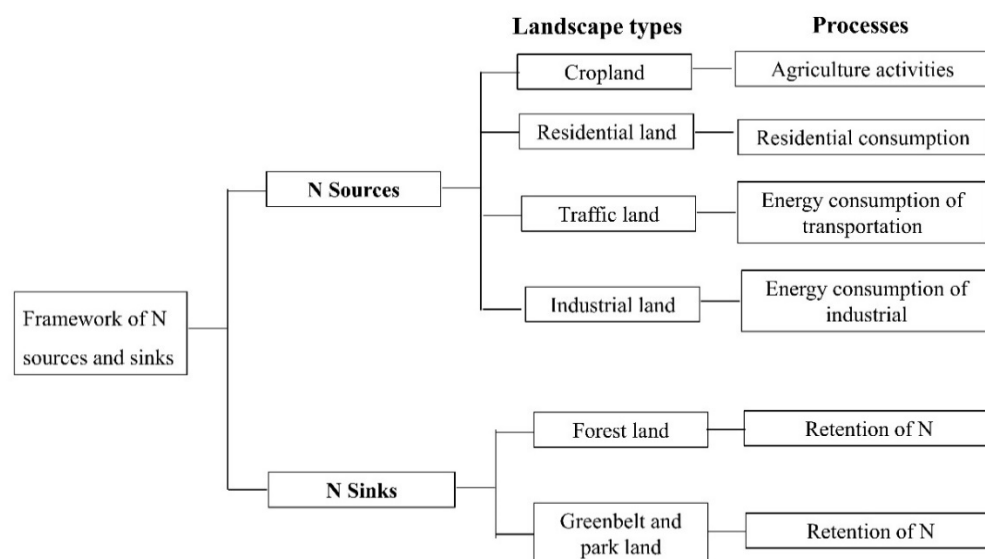 Landscape types
Processes
Cropland
Agriculture activities
Residential land
Residential consumption
N Sources
Traffic land
Energy consumption of
transportation
Industrial land
Energy consumption of
industrial
Framework of N
sources and sinks
Forest land
Retention of N
N Sinks
Greenbelt and
park land
Retention of N